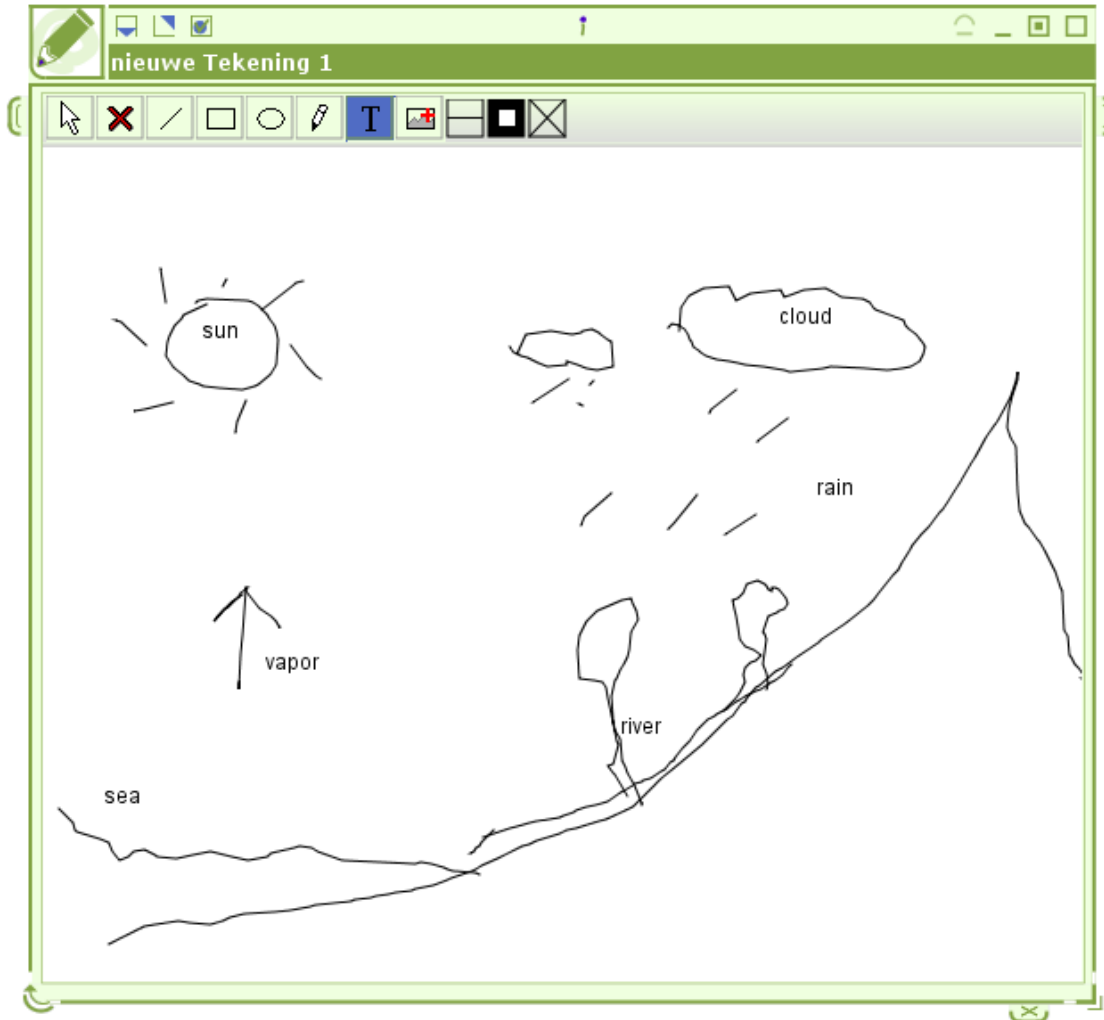 nieuwe Tekening 1
T
sun
cloud
rain
vapor
river
sea